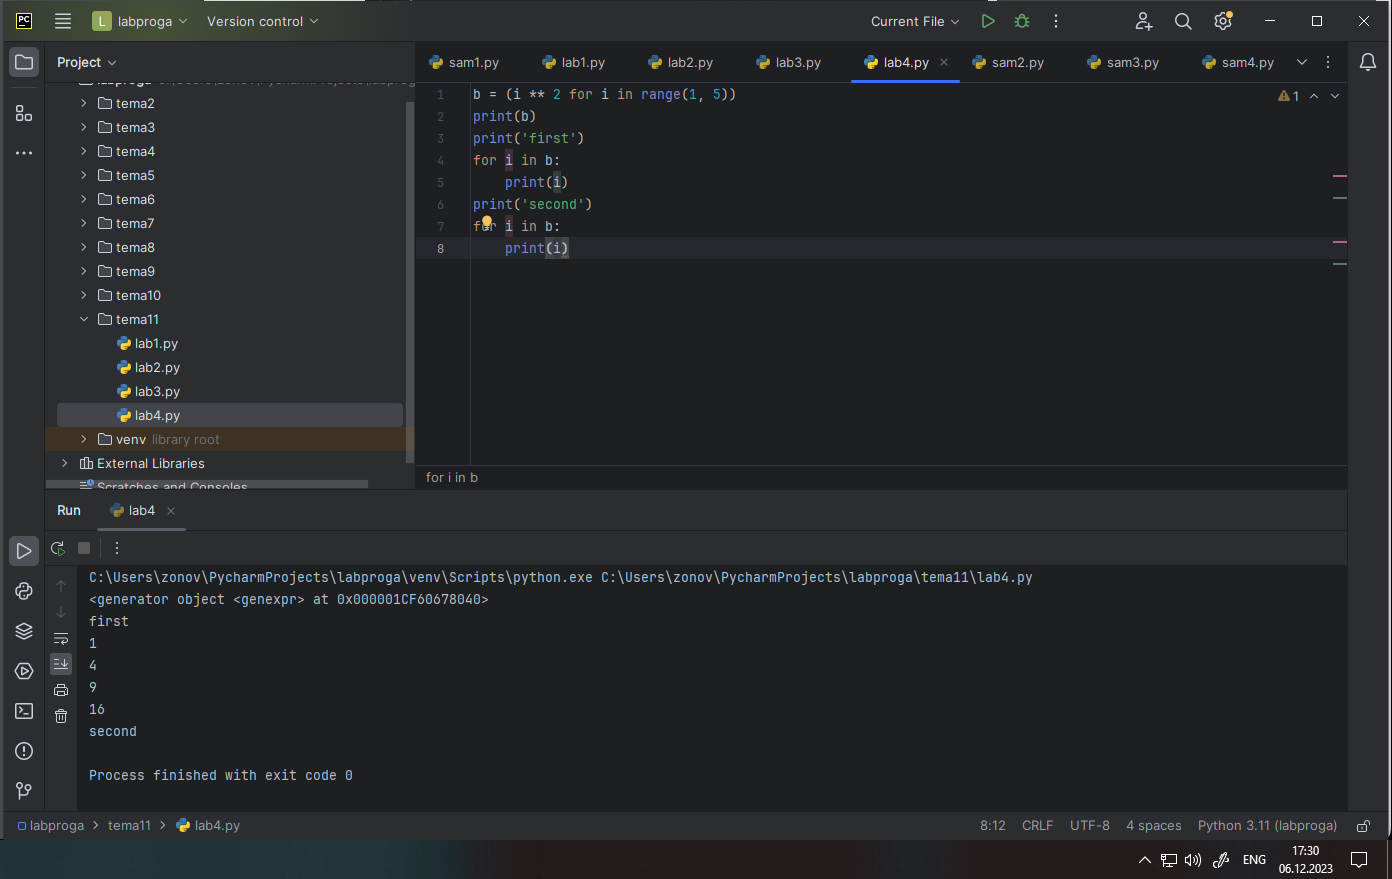 PC L labproga Version control Current File
Project sam1.py lab1.py lab2.py lab3.py lab4.py sam2.py sam3.py sam4.py
tema2
tema3
tema4
tema5
tema6
tema7
tema8
tema9
tema10
tema11
lab1.py
lab2.py
lab3.py
lab4.py
venv library root
External Libraries
Scratches and Consoles
1 b = (i ** 2 for i in range(1, 5)) 1
2 print(b)
3 print('first')
4 for i in b:
5 print(i)
6 print('second')
7 for i in b:
8 print(i)
for i in b
Run lab4
C:\Users\zonov\PycharmProjects\labproga\venv\Scripts\python.exe C:\Users\zonov\PycharmProjects\labproga\tema11\lab4.py
<generator object <genexpr> at 0x000001CF60678040>
first
1
4
9
16
second
Process finished with exit code 0
labproga > tema11 > lab4.py 8:12 CRLF UTF-8 4 spaces Python 3.11 (labproga)
ENG 17:30
06.12.2023